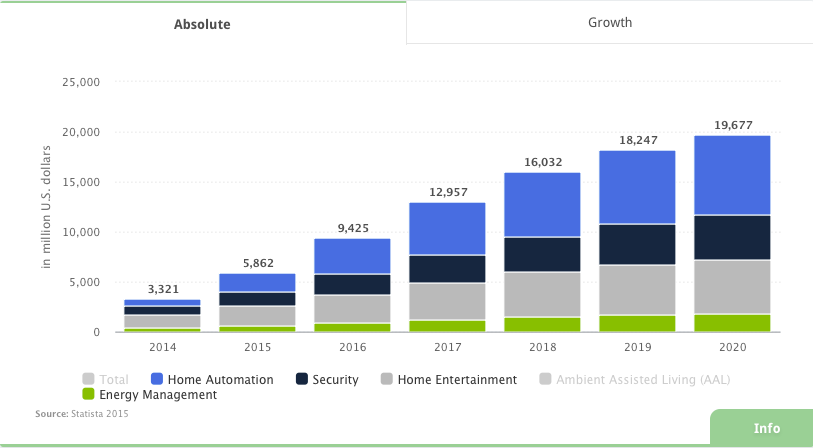 Absolute
Growth
25,000
20,000
15,000
10,000
5,000
0
in million U.S. dollars
3,321
5,862
9,425
12,957
16,032
18,247
19,677
2014 2015 2016 2017 2018 2019 2020
Total Home Automation Security Home Entertainment Ambient Assisted Living (AAL)
Energy Management
Source: Statista 2015
Info